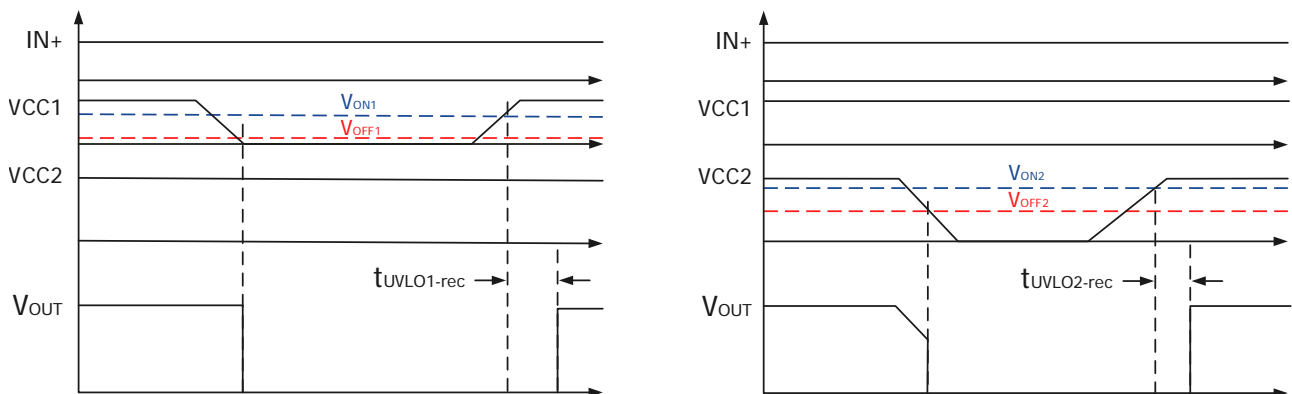 IN+
VCC1
VON1
VOFF1
VCC2
tUVLO1-rec
VOUT
IN+
VCC1
VCC2
VON2
VOFF2
tUVLO2-rec
VOUT